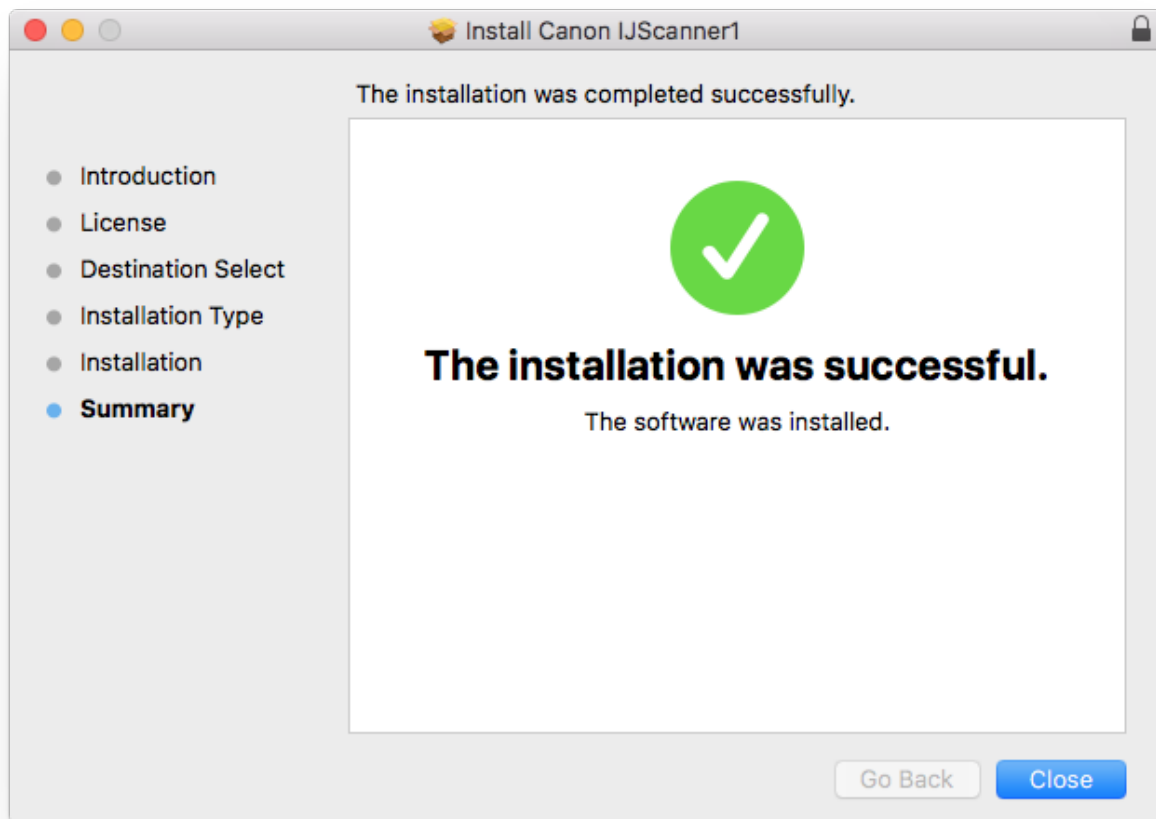 Install Canon IJScanner1
The installation was completed successfully.
Introduction
License
Destination Select
Installation Type
Installation
Summary
The installation was successful.
The software was installed.
Go Back
Close